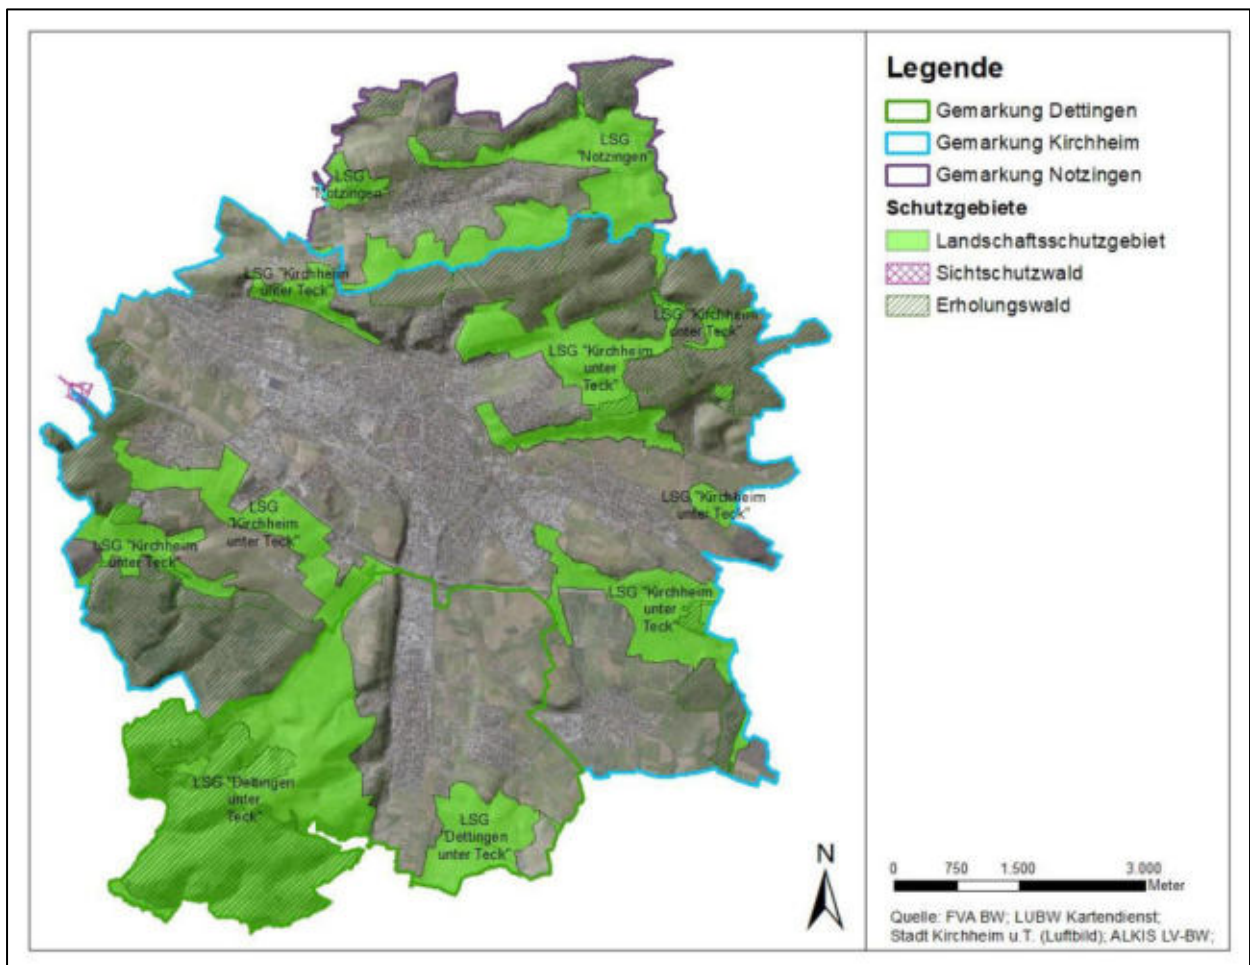 LSG
"Notzingen"
LSG
"Notzingen"
LSG "Kirchheim
unter Teck"
LSG "Kirchheim
unter Teck"
LSG "Kirchheim
unter
Teck"
LSG "Kirchheim
unter Teck"
LSG
"Kirchheim
unter Teck"
LSG "Kirchheim
unter Teck"
LSG "Kirchheim
unter
Teck"
LSG "Dettingen
unter
Teck"
LSG
"Dettingen
unter Teck"
N
Legende
Gemarkung Dettingen
Gemarkung Kirchheim
Gemarkung Notzingen
Schutzgebiete
Landschaftsschutzgebiet
Sichtschutzwald
Erholungswald
0 750 1.500 3.000
Meter
Quelle: FVA BW; LUBW Kartendienst;
Stadt Kirchheim u.T. (Luftbild); ALKIS LV-BW;